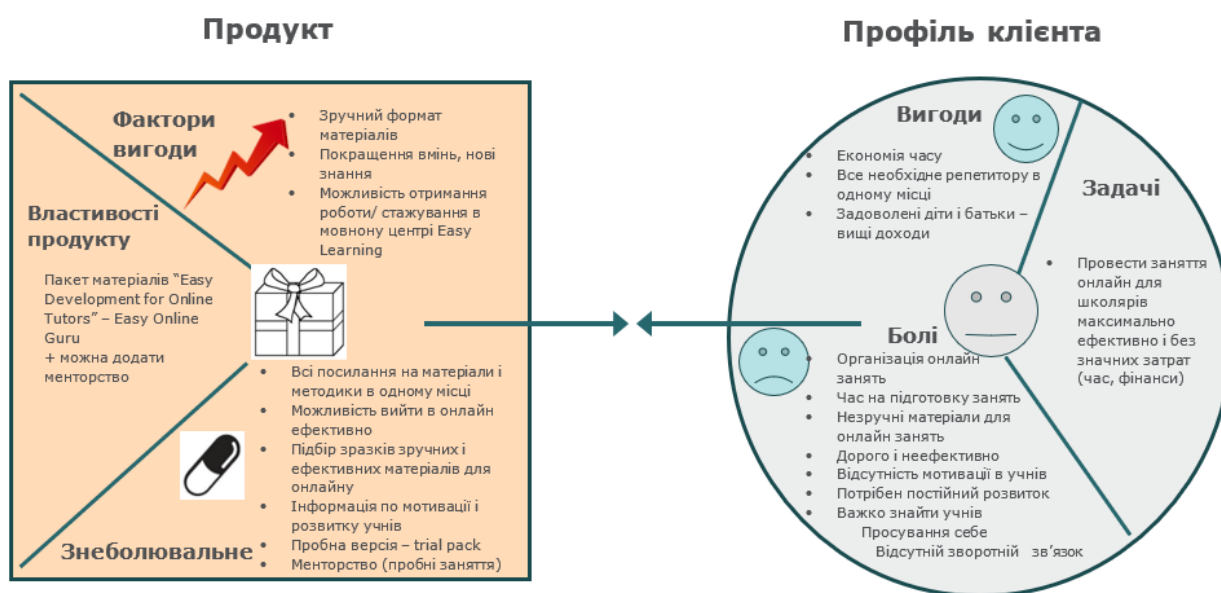 Продукт
Профіль клієнта
Фактори
вигоди
• Зручний формат
матеріалів
• Покращення вмінь, нові
знання
• Можливість отримання
роботи/ стажування в
мовному центрі Easy
Learning
Властивості
продукту
Пакет матеріалів “Easy
Development for Online
Tutors” – Easy Online
Guru
+ можна додати
менторство
• Всі посилання на матеріали і
методики в одному місці
• Можливість вийти в онлайн
ефективно
• Підбір зразків зручних і
ефективних матеріалів для
онлайну
• Інформація по мотивації і
розвитку учнів
• Пробна версія – trial pack
• Менторство (пробні заняття)
Знеболювальне
Вигоди
• Економія часу
• Все необхідне репетитору в
одному місці
• Задоволені діти і батьки –
вищі доходи
Задачі
• Провести заняття
онлайн для
школярів
максимально
ефективно і без
значних затрат
(час, фінанси)
Болі
• Організація онлайн
занять
• Час на підготовку занять
• Незручні матеріали для
онлайн занять
• Дорого і неефективно
• Відсутність мотивації в учнів
• Потрібен постійний розвиток
• Важко знайти учнів
Просування себе
Відсутній зворотній зв’язок